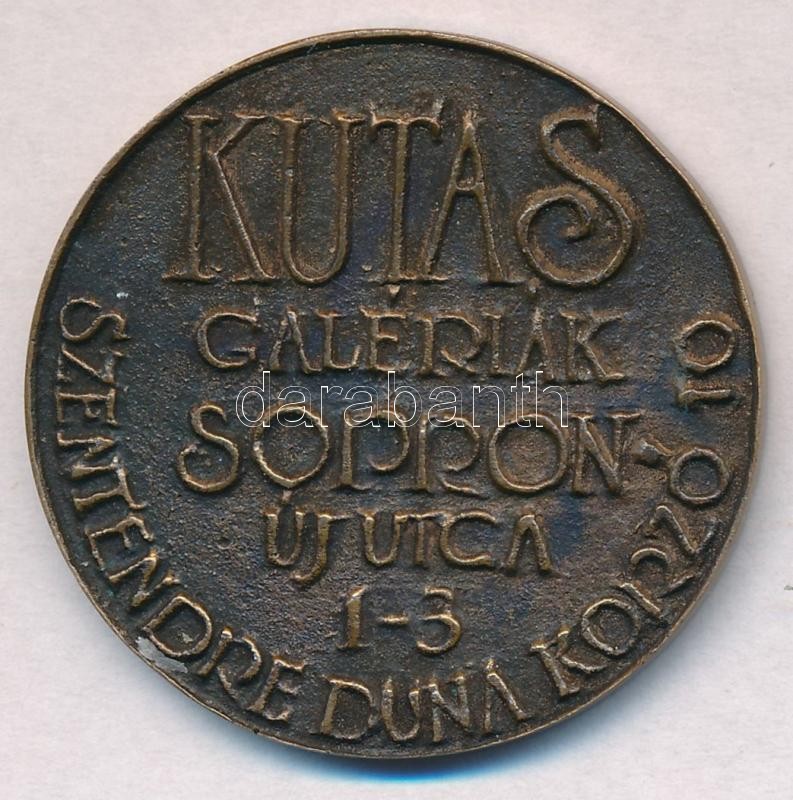 KUTAS
GALÉRIÁK
SOPRON-
ÚJ UTCA
1-3
SZENTENDRE DUNA KORZÓ 10
darabanth